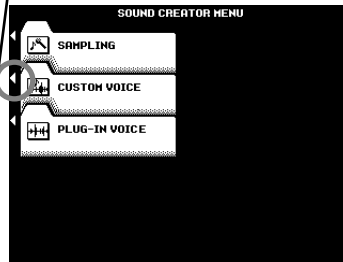 SOUND CREATOR MENU
SAMPLING
CUSTOM VOICE
PLUG-IN VOICE